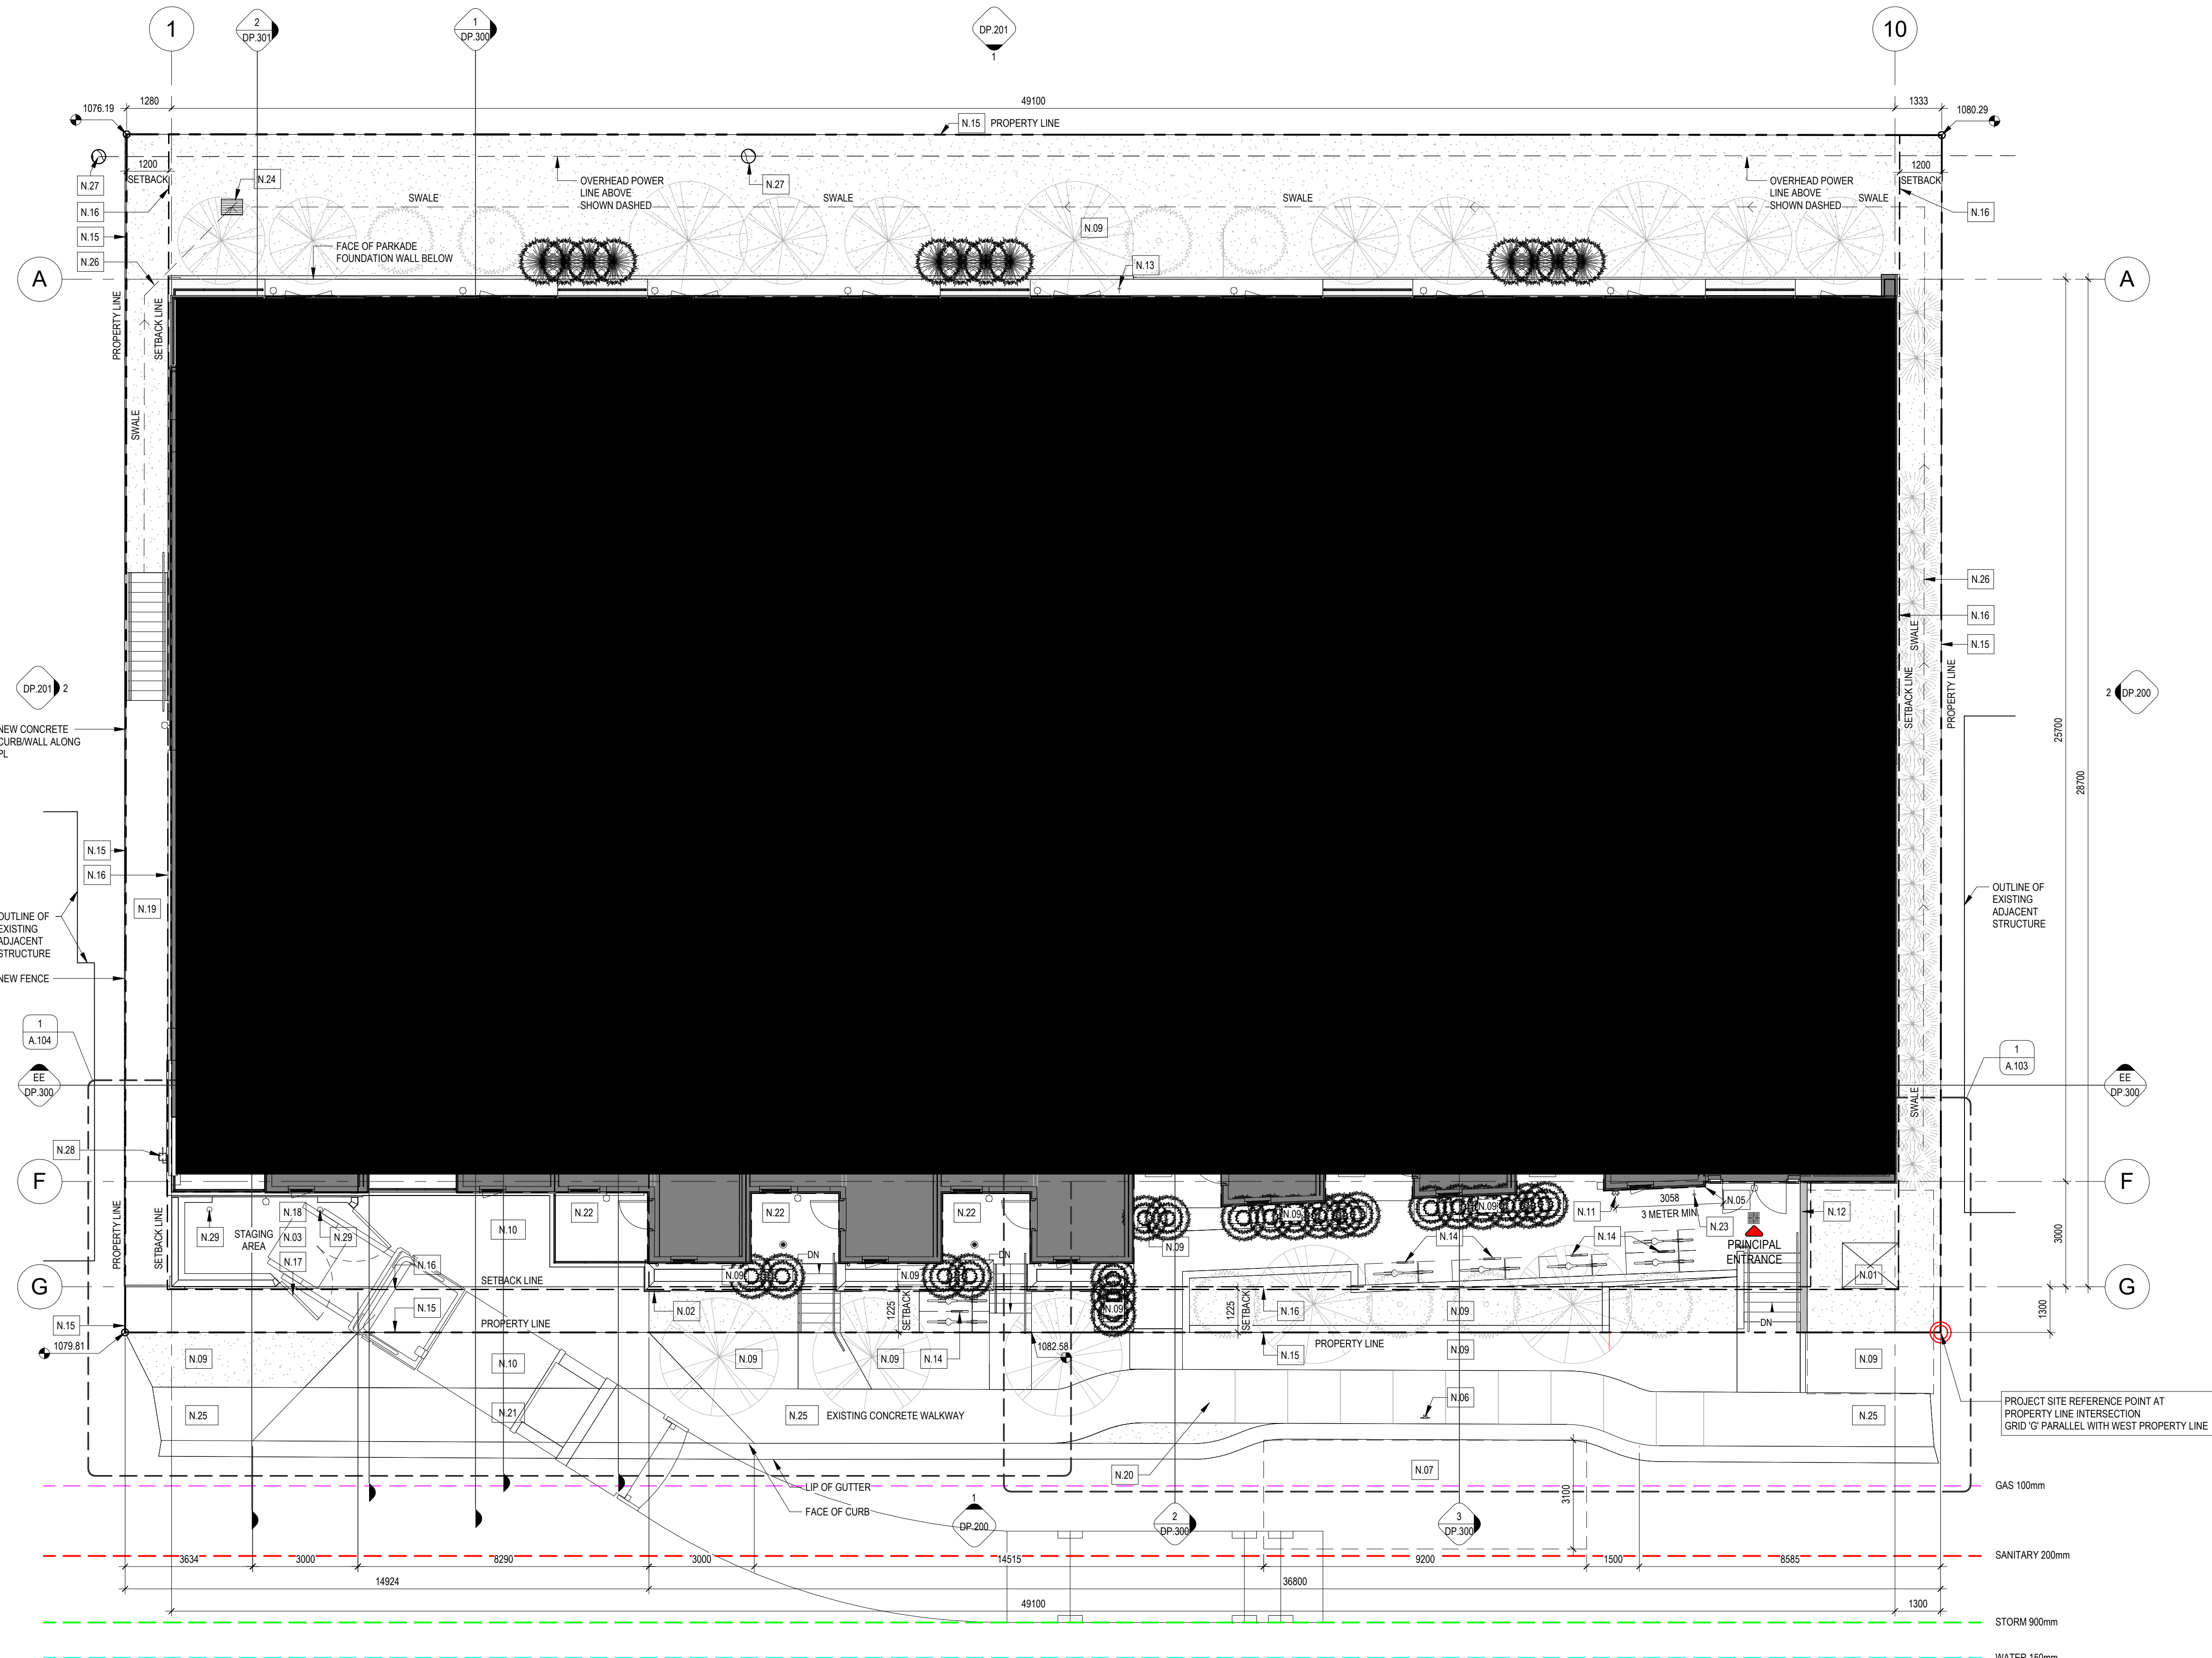 1
2
DP.301
1
DP.300
DP.201
1
10
1076.19
1280
49100
1333
1080.29
N.15 PROPERTY LINE
1200
SETBACK
N.27
N.24
N.16
N.15
N.26
SWALE
OVERHEAD POWER
LINE ABOVE
SHOWN DASHED
N.27
SWALE
N.09
SWALE
OVERHEAD POWER
LINE ABOVE
SHOWN DASHED
SWALE
1200
SETBACK
N.16
FACE OF PARKADE
FOUNDATION WALL BELOW
N.13
A
A
PROPERTY LINE
SETBACK LINE
SWALE
N.26
N.16
N.15
SWALE
SETBACK LINE
PROPERTY LINE
DP.201
2
2
DP.200
25700
28700
NEW CONCRETE
CURB/WALL ALONG
PL
N.15
N.16
N.19
OUTLINE OF
EXISTING
ADJACENT
STRUCTURE
NEW FENCE
OUTLINE OF
EXISTING
ADJACENT
STRUCTURE
1
A.104
1
A.103
EE
DP.300
EE
DP.300
SWALE
N.28
F
F
PROPERTY LINE
SETBACK LINE
N.29
STAGING
AREA
N.18
N.03
N.17
N.29
N.16
N.15
N.10
N.22
N.22
N.22
DN
DN
N.09
N.09
N.09
N.09
N.09
N.09
N.11
3058
3 METER MIN.
N.05
N.23
N.12
N.14
N.14
PRINCIPAL
ENTRANCE
N.01
3000
G
G
SETBACK LINE
N.02
1225
SETBACK
1225
SETBACK
N.16
N.09
DN
1300
N.15
1079.81
PROPERTY LINE
N.09
N.10
N.09
N.09
N.14
1082.58
N.15
PROPERTY LINE
N.09
N.09
N.25
N.21
N.25 EXISTING CONCRETE WALKWAY
N.06
N.25
PROJECT SITE REFERENCE POINT AT
PROPERTY LINE INTERSECTION
GRID 'G' PARALLEL WITH WEST PROPERTY LINE
N.20
N.07
LIP OF GUTTER
FACE OF CURB
3100
GAS 100mm
1
DP.200
2
DP.300
3
DP.300
SANITARY 200mm
3634
3000
8290
3000
14515
9200
1500
8585
14924
36800
49100
1300
STORM 900mm
WATER 150mm